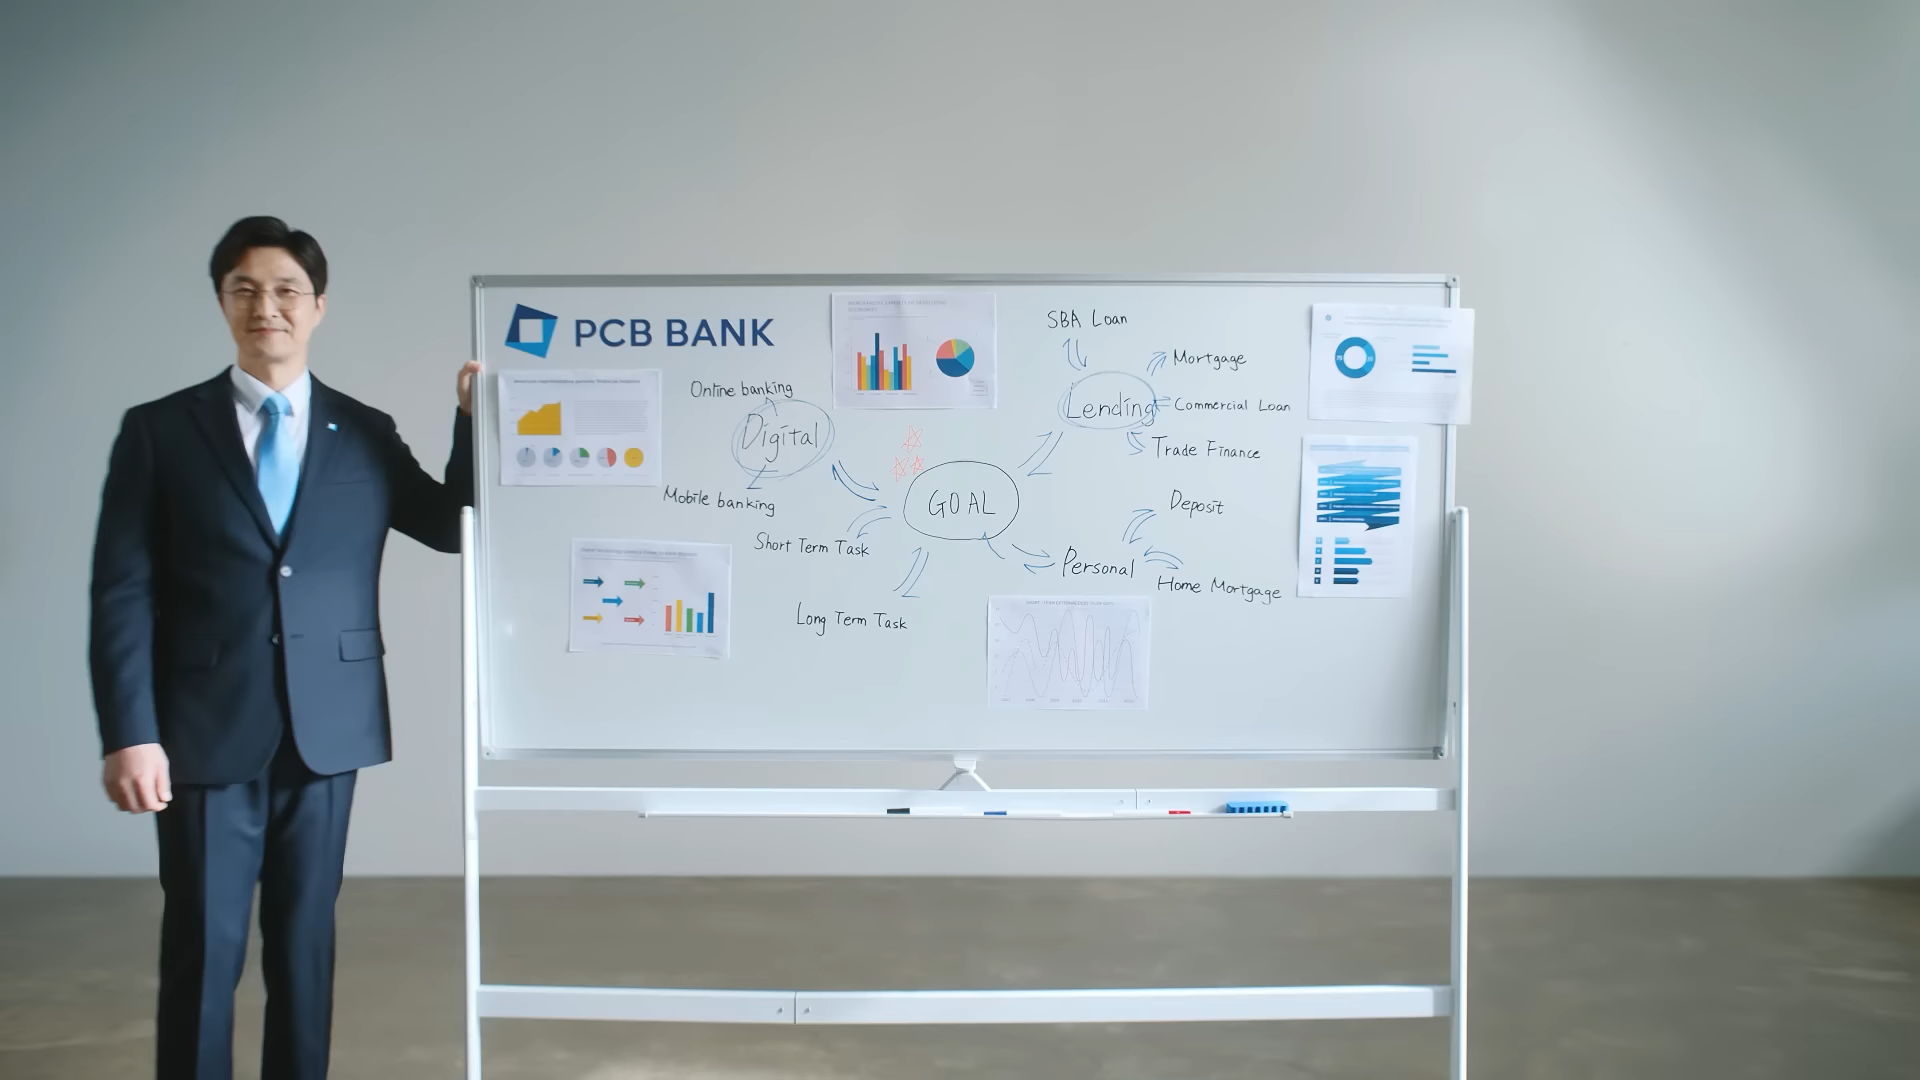 PCB BANK
SBA Loan
Mortgage
Online banking
Lending
Commercial Loan
Digital
Trade Finance
Mobile banking
GOAL
Deposit
Short Term Task
Personal
Home Mortgage
Long Term Task